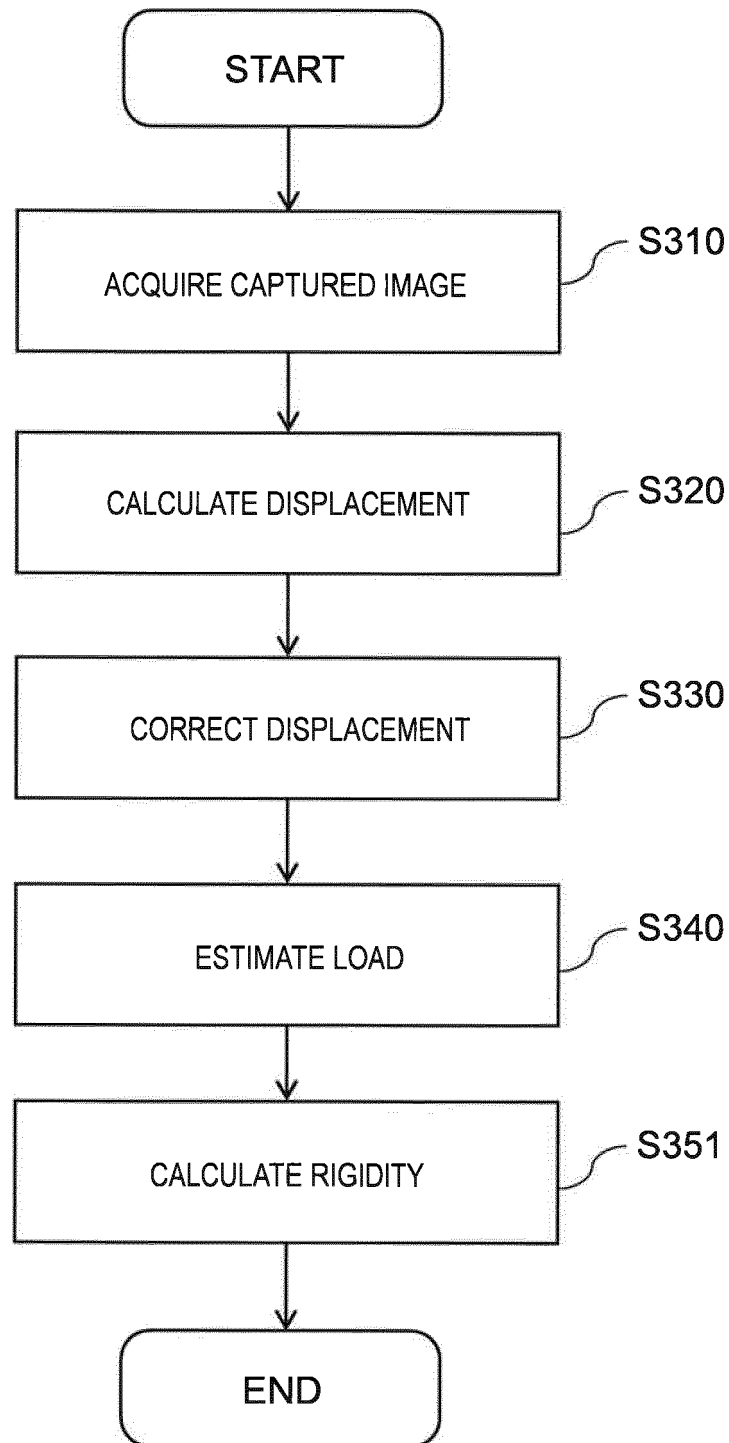 START
ACQUIRE CAPTURED IMAGE
S310
CALCULATE DISPLACEMENT
S320
CORRECT DISPLACEMENT
S330
ESTIMATE LOAD
S340
CALCULATE RIGIDITY
S351
END